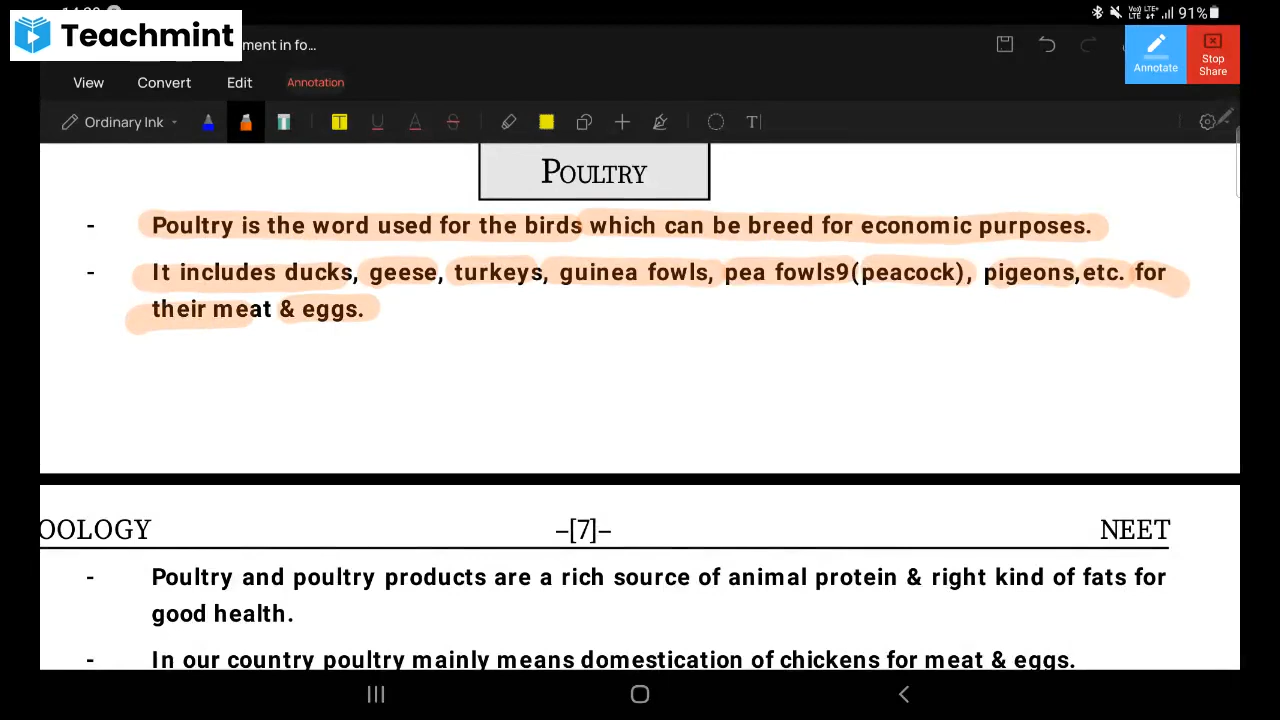 Teachmint
Vo) LTE+
LTE
91%
ment in fo...
Annotate
Stop
Share
View Convert Edit Annotation
Ordinary Ink
POULTRY
- Poultry is the word used for the birds which can be breed for economic purposes.
- It includes ducks, geese, turkeys, guinea fowls, pea fowls9(peacock), pigeons,etc. for
their meat & eggs.
OOLOGY –[7]– NEET
- Poultry and poultry products are a rich source of animal protein & right kind of fats for
good health.
- In our country poultry mainly means domestication of chickens for meat & eggs.